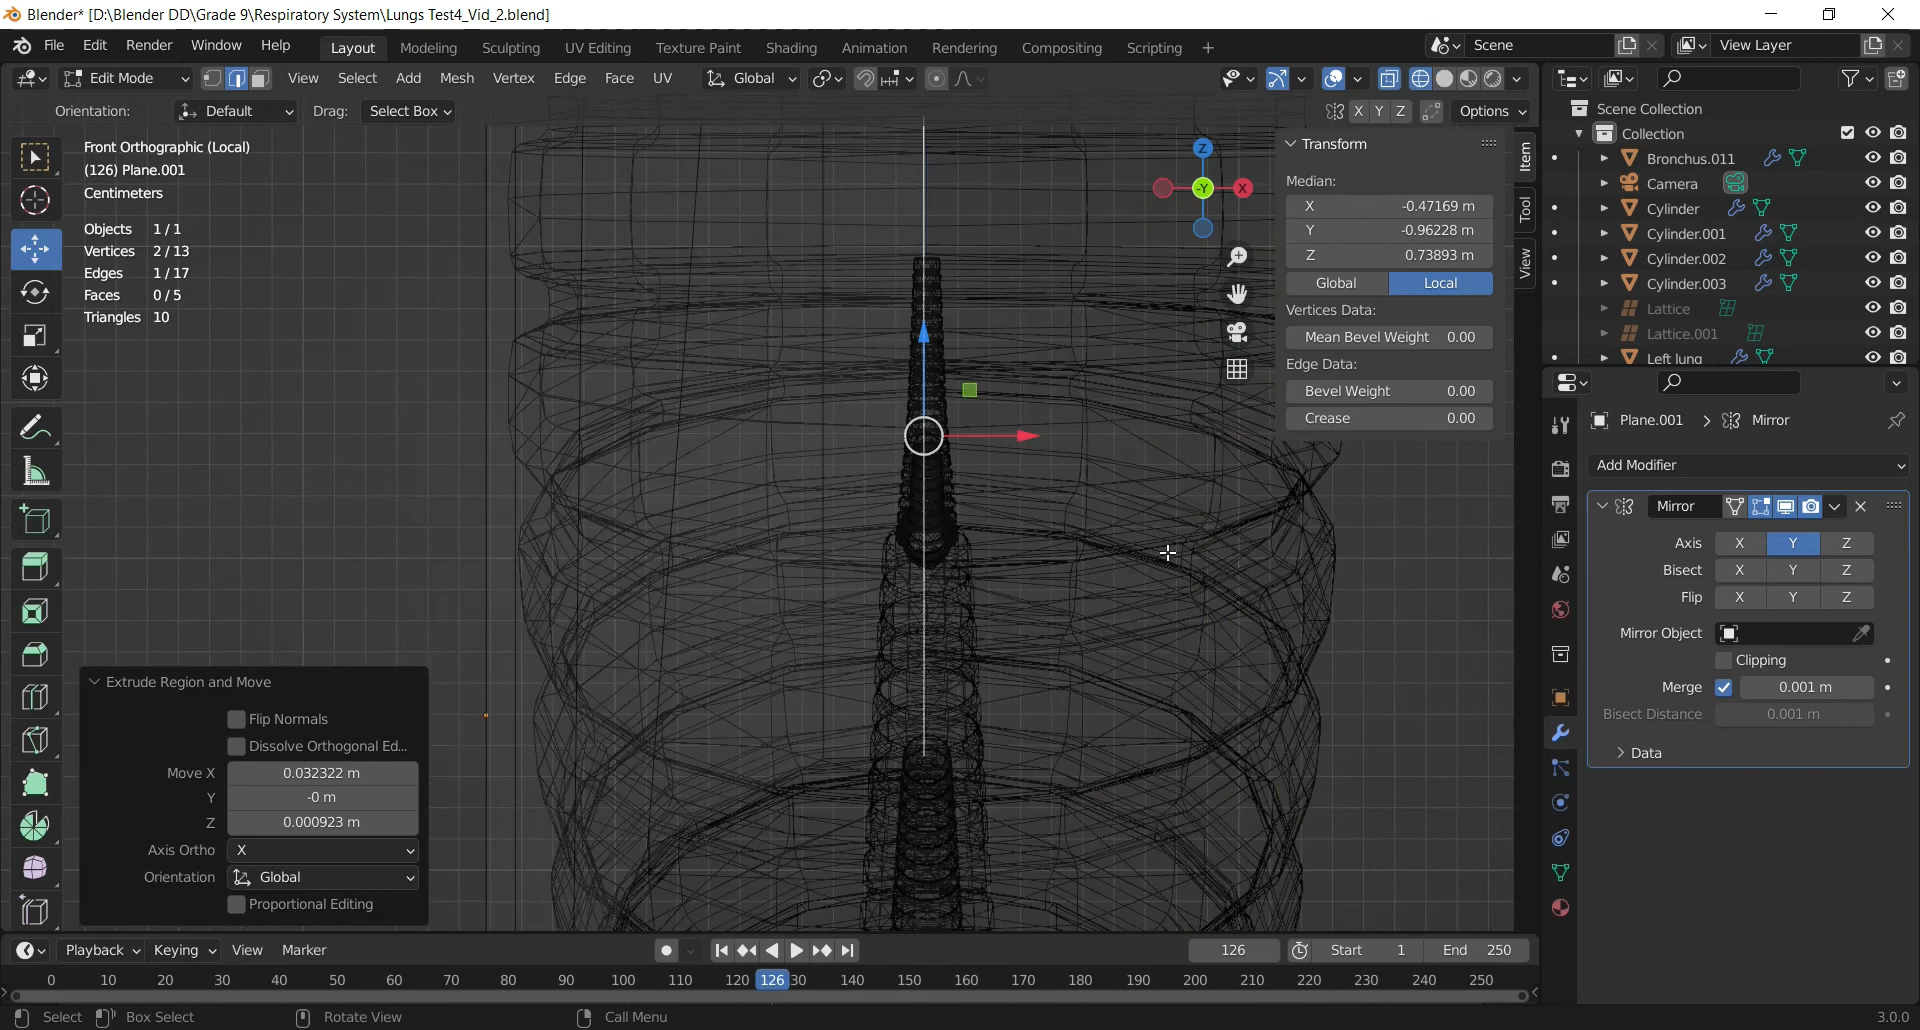 Blender* [D:\Blender DD\Grade 9\Respiratory System\Lungs Test4_Vid_2.blend]
File Edit Render Window Help Layout Modeling Sculpting UV Editing Texture Paint Shading Animation Rendering Compositing Scripting + Scene View Layer
Edit Mode View Select Add Mesh Vertex Edge Face UV Global
Orientation: Default Drag: Select Box X Y Z Options
Front Orthographic (Local)
(126) Plane.001
Centimeters
Objects 1/1
Vertices 2/13
Edges 1/17
Faces 0/5
Triangles 10
Z
-Y
X
Transform
Median:
X -0.47169 m
Y -0.96228 m
Z 0.73893 m
Global Local
Vertices Data:
Mean Bevel Weight 0.00
Edge Data:
Bevel Weight 0.00
Crease 0.00
Item
Tool
View
Scene Collection
Collection
Bronchus.011
Camera
Cylinder
Cylinder.001
Cylinder.002
Cylinder.003
Lattice
Lattice.001
Left lung
Plane.001 > Mirror
Add Modifier
Mirror
Axis X Y Z
Bisect X Y Z
Flip X Y Z
Mirror Object
Clipping
Merge 0.001 m
Bisect Distance 0.001 m
Data
Extrude Region and Move
Flip Normals
Dissolve Orthogonal Ed...
Move X 0.032322 m
Y -0 m
Z 0.000923 m
Axis Ortho X
Orientation Global
Proportional Editing
Playback Keying View Marker 126 Start 1 End 250
0 10 20 30 40 50 60 70 80 90 100 110 120 126 30 140 150 160 170 180 190 200 210 220 230 240 250
Select Box Select Rotate View Call Menu 3.0.0